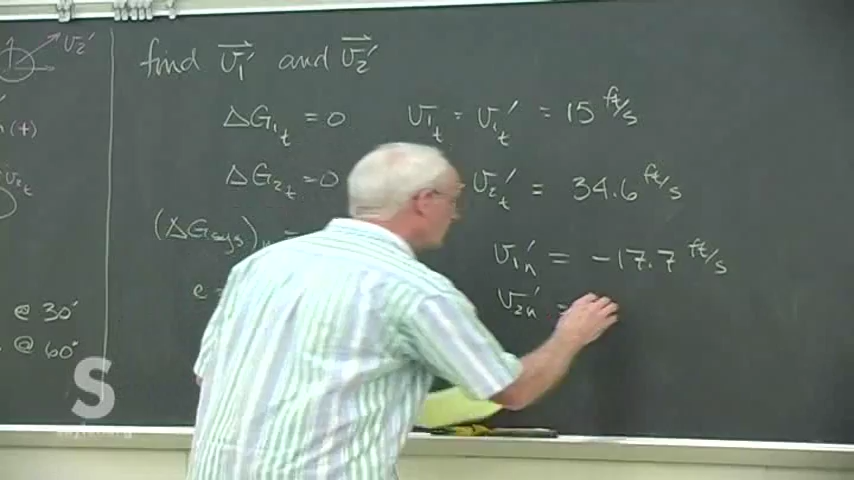 v₂'
find v₁' and v₂'
ΔG₁ₜ = 0 v₁ₜ = v₁ₜ' = 15 ft/s
(t)
ΔG₂ₜ = 0 v₂ₜ' = 34.6 ft/s
v₂ₜ
(ΔGsys)ₙ =
v₁ₙ' = -17.7 ft/s
e =
v₂ₙ' =
@ 30°
@ 60°
S